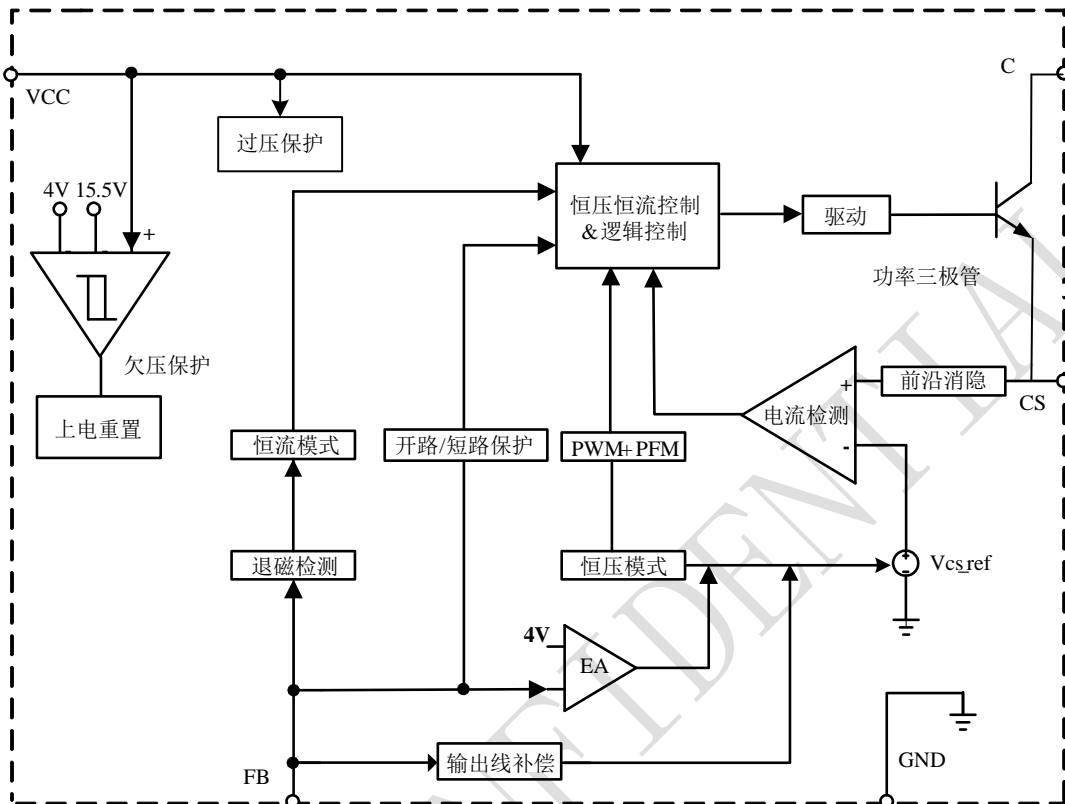 C
VCC
过压保护
4V 15.5V
+
-
-
恒压恒流控制
&逻辑控制
驱动
功率三极管
欠压保护
上电重置
前沿消隐
CS
+
电流检测
-
恒流模式
开路/短路保护
PWM+PFM
退磁检测
恒压模式
+
-
Vcs_ref
4V
EA
输出线补偿
FB
GND
FIDENTIAL